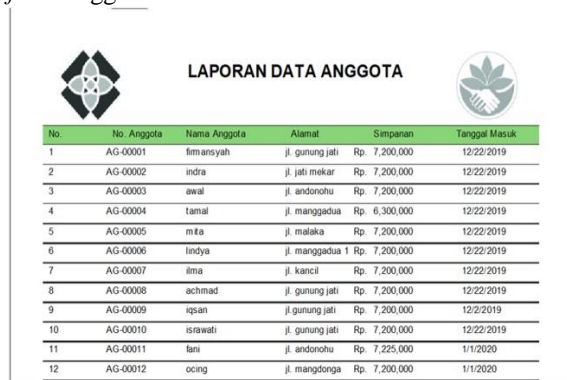 LAPORAN DATA ANGGOTA
No. No. Anggota Nama Anggota Alamat Simpanan Tanggal Masuk
1 AG-00001 firmansyah jl. gunung jati Rp. 7,200,000 12/22/2019
2 AG-00002 indra jl. jati mekar Rp. 7,200,000 12/22/2019
3 AG-00003 awal jl. andonohu Rp. 7,200,000 12/22/2019
4 AG-00004 tamal jl. manggadua Rp. 6,300,000 12/22/2019
5 AG-00005 mita jl. malaka Rp. 7,200,000 12/22/2019
6 AG-00006 lindya jl. manggadua 1 Rp. 7,200,000 12/22/2019
7 AG-00007 ilma jl. kancil Rp. 7,200,000 12/22/2019
8 AG-00008 achmad jl. gunung jati Rp. 7,200,000 12/22/2019
9 AG-00009 iqsan jl.gunung jati Rp. 7,200,000 12/2/2019
10 AG-00010 israwati jl. gunung jati Rp. 7,200,000 12/22/2019
11 AG-00011 fani jl. andonohu Rp. 7,225,000 1/1/2020
12 AG-00012 ocing jl. mangdonga Rp. 7,200,000 1/1/2020